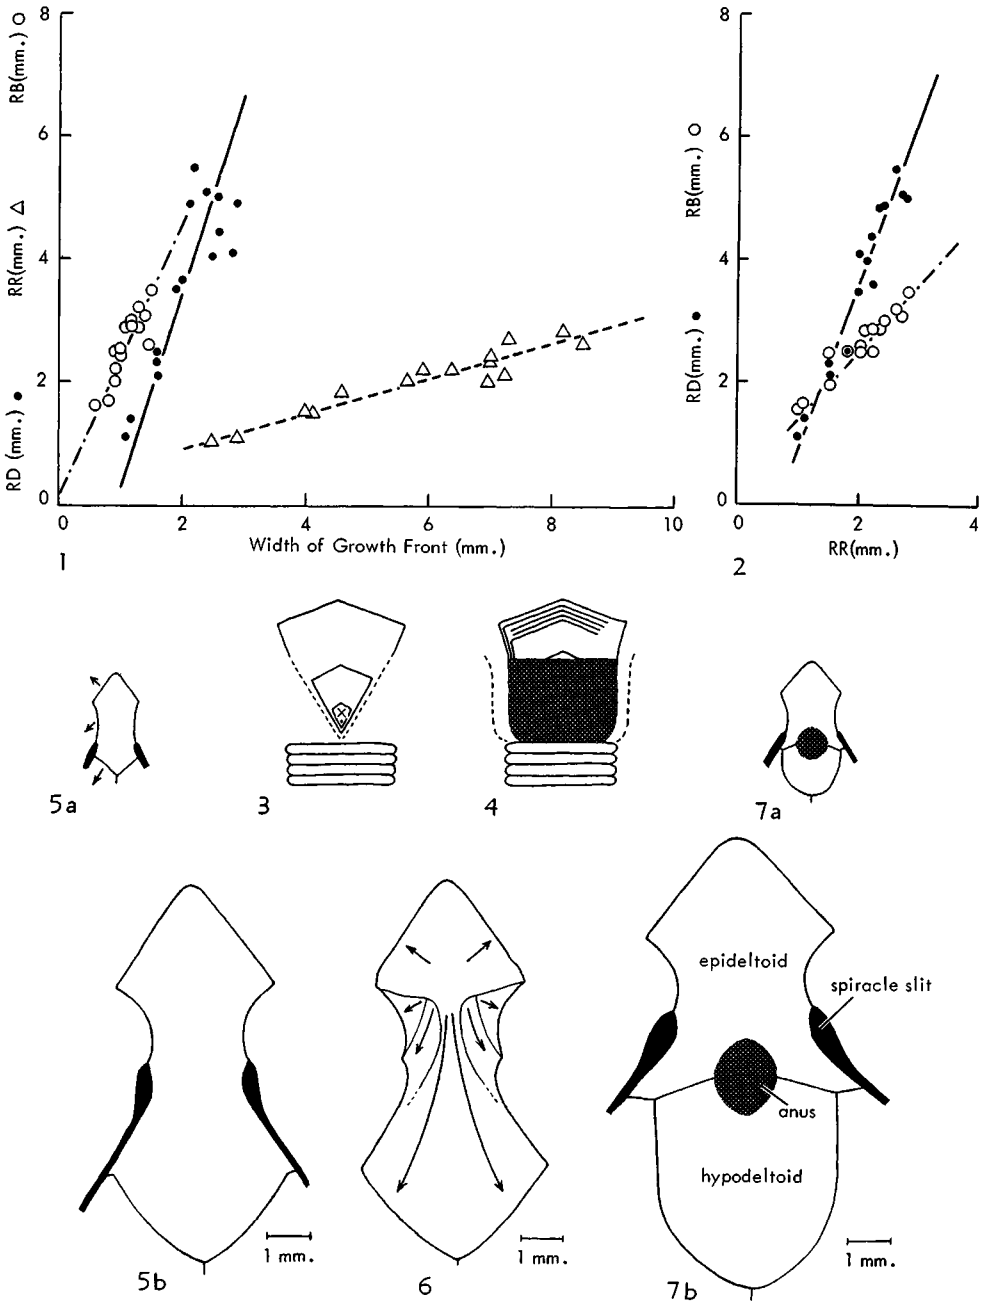 8
6
4
2
0
RD (mm.) ● RR(mm.) △ RB(mm.) ○
0 2 4 6 8 10
Width of Growth Front (mm.)
1
8
6
4
2
0
RD(mm.) ● RB(mm.) ○
0 2 4
RR(mm.)
2
5a
3
4
7a
5b
1 mm.
6
1 mm.
epideltoid
spiracle slit
anus
hypodeltoid
1 mm.
7b